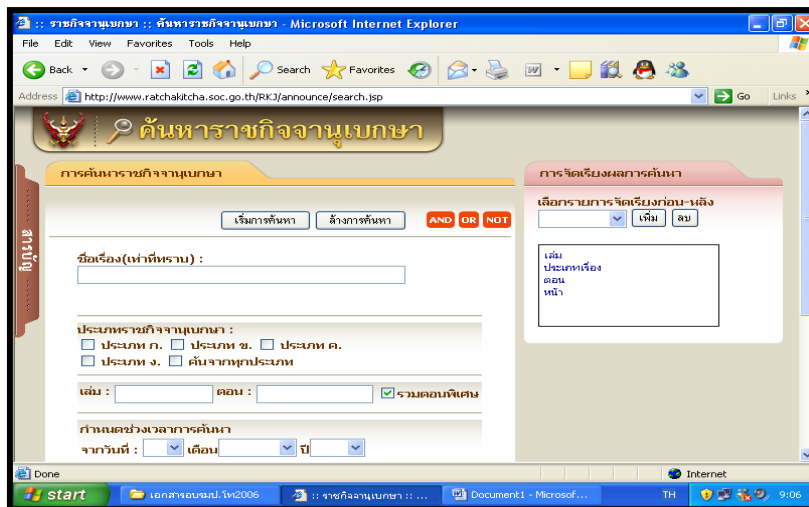 :: ราชกิจจานุเบกษา :: ค้นหาราชกิจจานุเบกษา - Microsoft Internet Explorer
File Edit View Favorites Tools Help
Back Search Favorites
Address http://www.ratchakitcha.soc.go.th/RKJ/announce/search.jsp Go Links
ค้นหาราชกิจจานุเบกษา
สารบัญ
การค้นหาราชกิจจานุเบกษา
เริ่มการค้นหา ล้างการค้นหา AND OR NOT
ชื่อเรื่อง(เท่าที่ทราบ) :
ประเภทราชกิจจานุเบกษา :
ประเภท ก. ประเภท ข. ประเภท ค.
ประเภท ง. ค้นจากทุกประเภท
เล่ม : ตอน : รวมตอนพิเศษ
กำหนดช่วงเวลาการค้นหา
จากวันที่ : เดือน ปี
การจัดเรียงผลการค้นหา
เลือกรายการจัดเรียงก่อน-หลัง
เพิ่ม ลบ
เล่ม
ประเภทเรื่อง
ตอน
หน้า
Done Internet
start เอกสารอบรมป.โท2006 :: ราชกิจจานุเบกษา :: ... Document1 - Microsof... TH 9:06